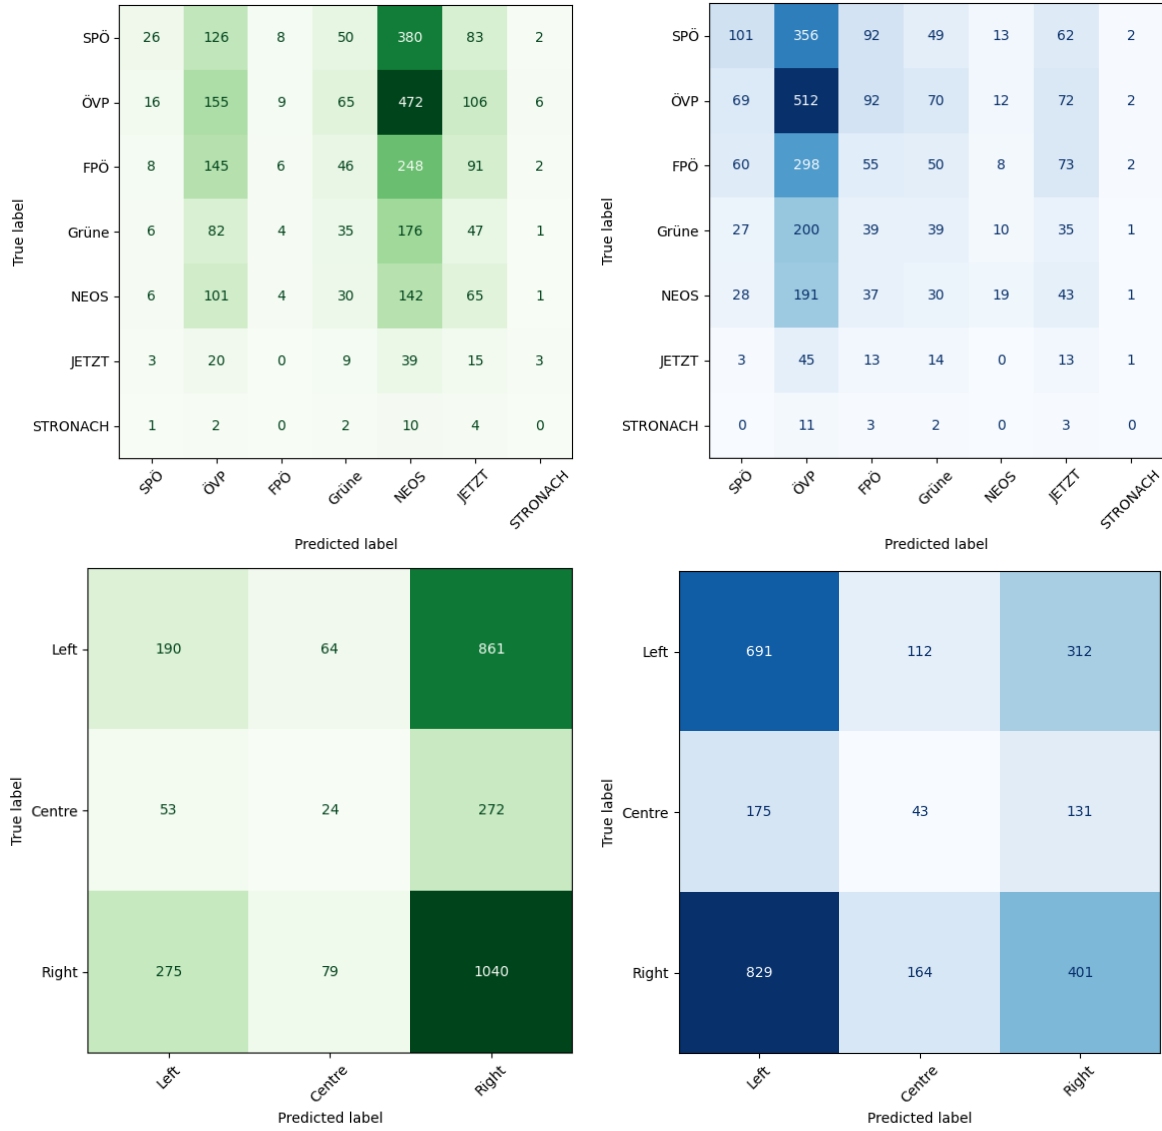 True label
SPÖ 26 126 8 50 380 83 2
ÖVP 16 155 9 65 472 106 6
FPÖ 8 145 6 46 248 91 2
Grüne 6 82 4 35 176 47 1
NEOS 6 101 4 30 142 65 1
JETZT 3 20 0 9 39 15 3
STRONACH 1 2 0 2 10 4 0
SPÖ ÖVP FPÖ Grüne NEOS JETZT STRONACH
Predicted label
True label
SPÖ 101 356 92 49 13 62 2
ÖVP 69 512 92 70 12 72 2
FPÖ 60 298 55 50 8 73 2
Grüne 27 200 39 39 10 35 1
NEOS 28 191 37 30 19 43 1
JETZT 3 45 13 14 0 13 1
STRONACH 0 11 3 2 0 3 0
SPÖ ÖVP FPÖ Grüne NEOS JETZT STRONACH
Predicted label
True label
Left 190 64 861
Centre 53 24 272
Right 275 79 1040
Left Centre Right
Predicted label
True label
Left 691 112 312
Centre 175 43 131
Right 829 164 401
Left Centre Right
Predicted label